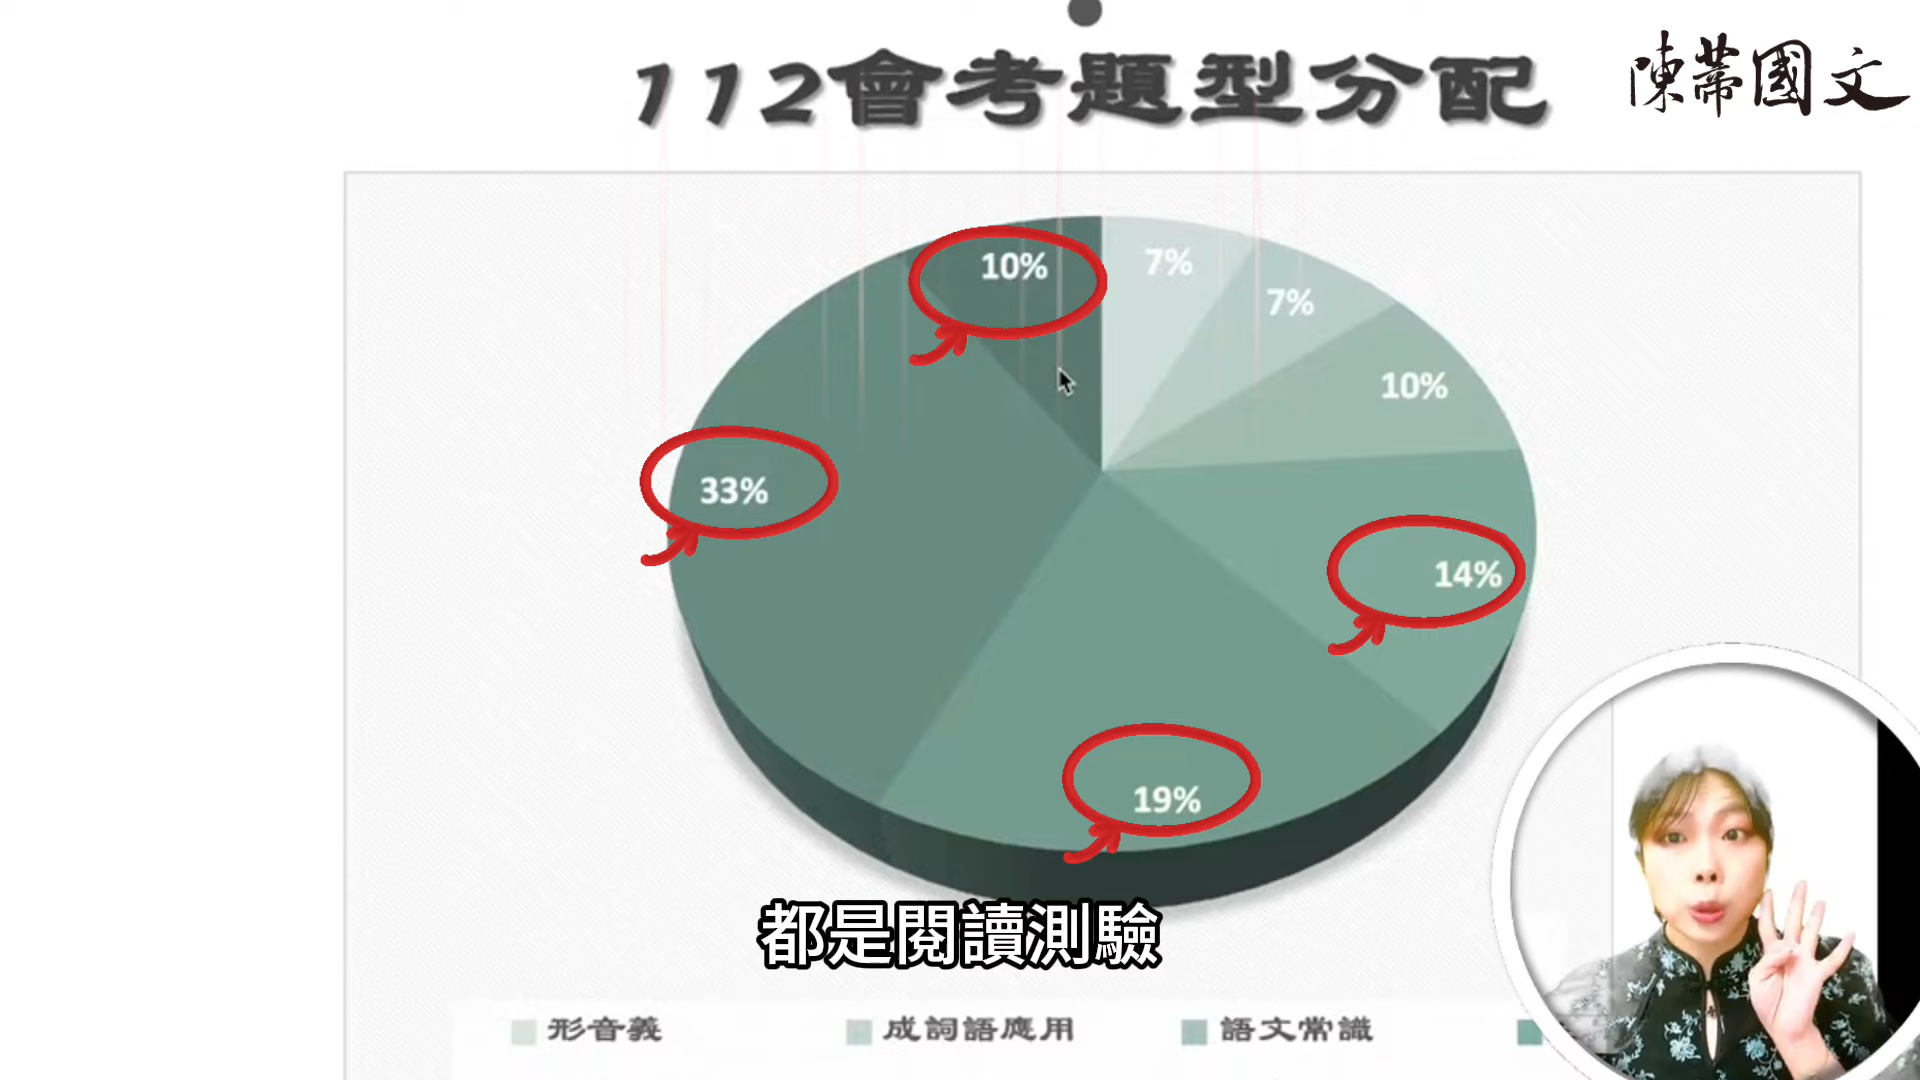 112會考題型分配
陳蒂國文
10%
7%
7%
10%
33%
14%
19%
都是閱讀測驗
形音義
成詞語應用
語文常識